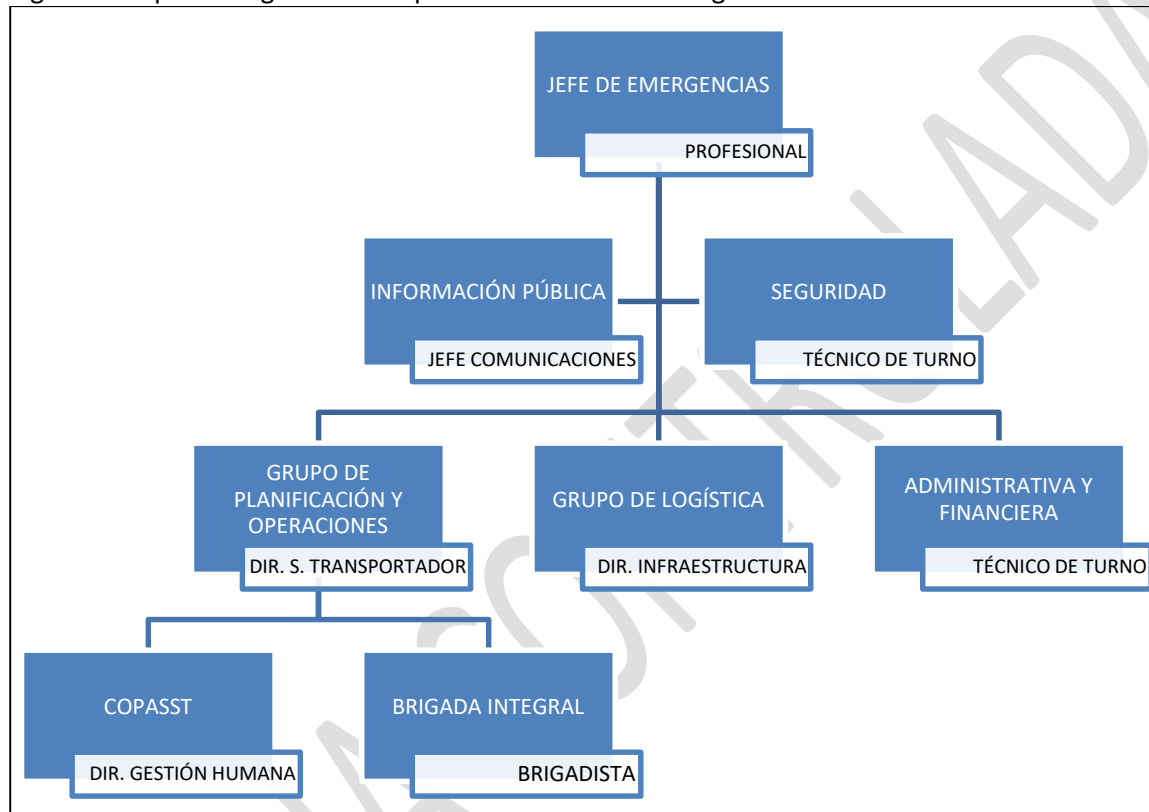 JEFE DE EMERGENCIAS
PROFESIONAL
INFORMACIÓN PÚBLICA
JEFE COMUNICACIONES
SEGURIDAD
TÉCNICO DE TURNO
GRUPO DE
PLANIFICACIÓN Y
OPERACIONES
DIR. S. TRANSPORTADOR
GRUPO DE LOGÍSTICA
DIR. INFRAESTRUCTURA
ADMINISTRATIVA Y
FINANCIERA
TÉCNICO DE TURNO
COPASST
DIR. GESTIÓN HUMANA
BRIGADA INTEGRAL
BRIGADISTA